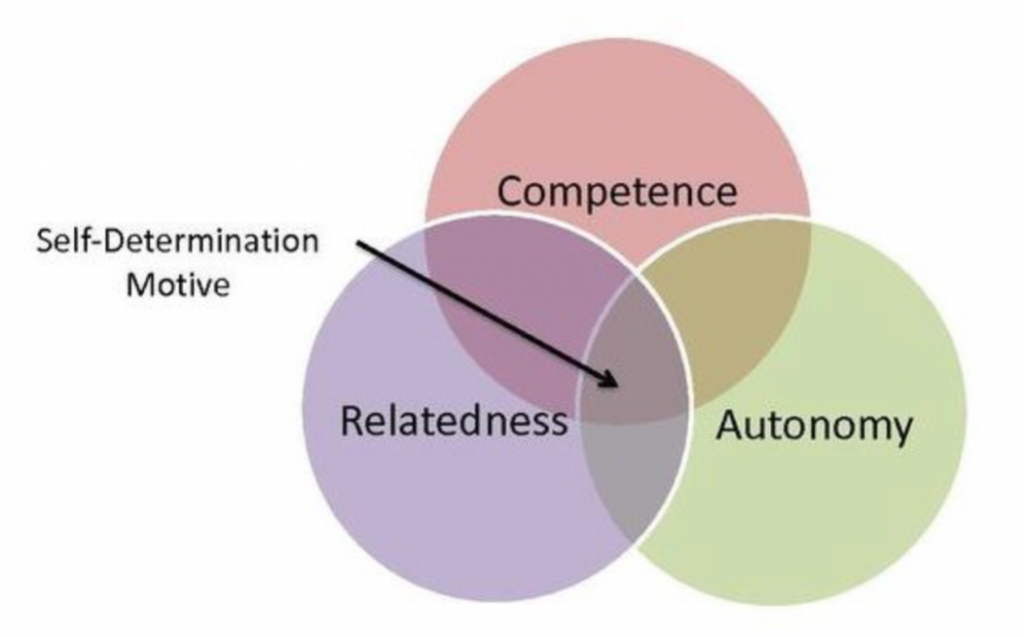 Competence
Self-Determination
Motive
Relatedness
Autonomy